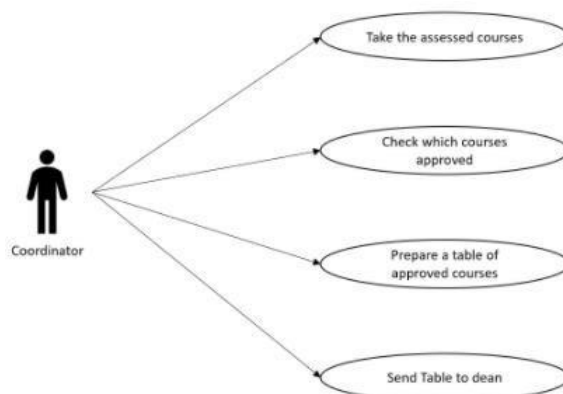 Take the assessed courses
Check which courses
approved
Coordinator
Prepare a table of
approved courses
Send Table to dean